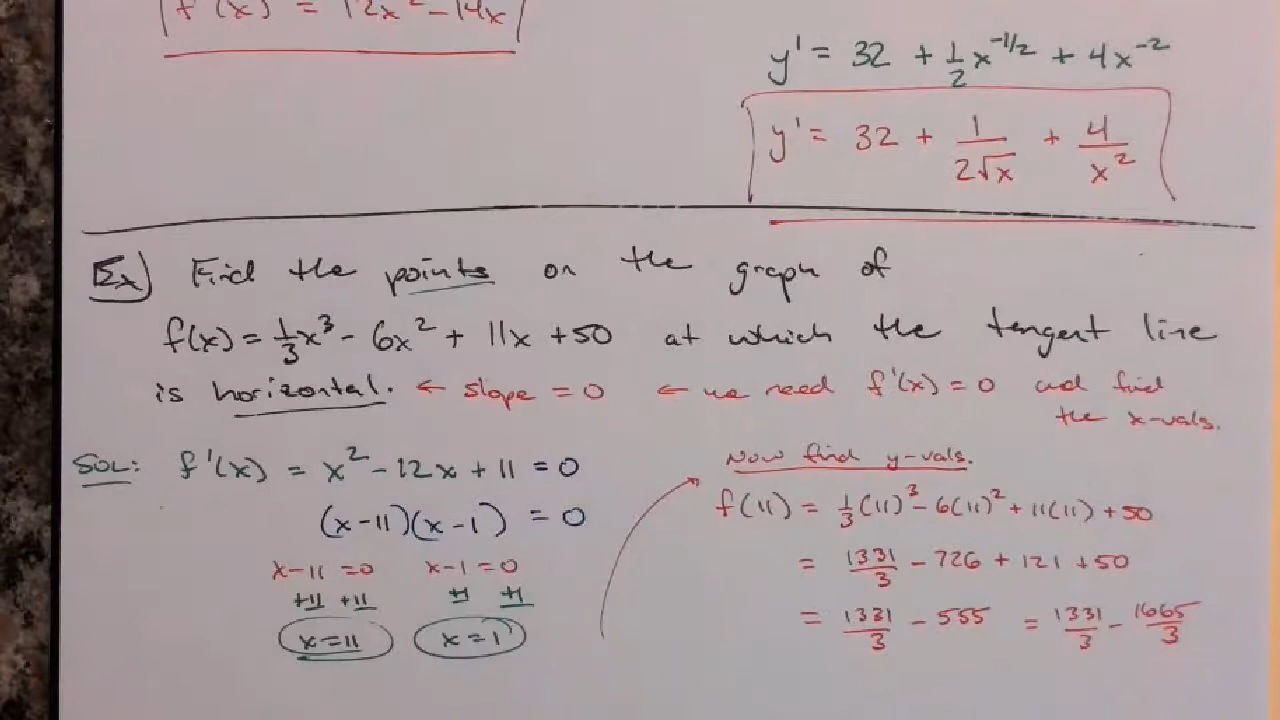 f'(x) = 12x² - 14x
y' = 32 + 1/2 x^(-1/2) + 4x^(-2)
y' = 32 + 1/(2√x) + 4/x²
Ex) Find the points on the graph of
f(x) = 1/3 x³ - 6x² + 11x + 50 at which the tangent line
is horizontal. ← slope = 0 ← we need f'(x) = 0 and find
the x-vals.
SOL: f'(x) = x² - 12x + 11 = 0
(x-11)(x-1) = 0
x-11 = 0 x-1 = 0
+11 +11 +1 +1
x = 11 x = 1
Now find y-vals.
f(11) = 1/3 (11)³ - 6(11)² + 11(11) + 50
= 1331/3 - 726 + 121 + 50
= 1331/3 - 555 = 1331/3 - 1665/3